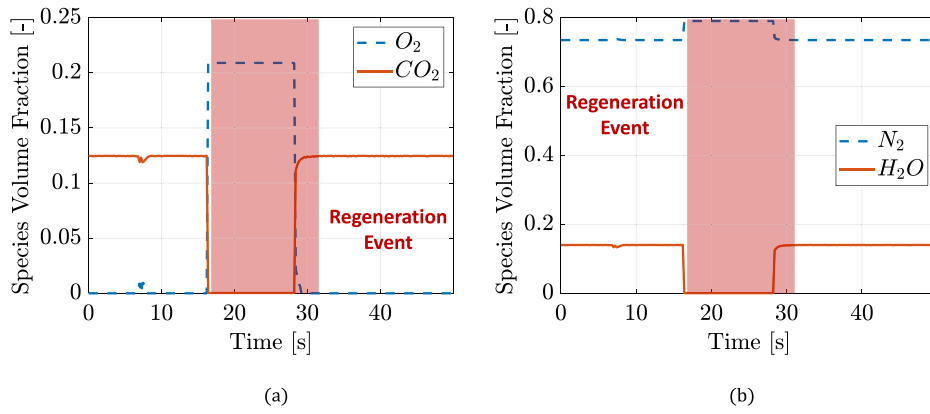 0.25
0.2
0.15
0.1
0.05
0
0 10 20 30 40
Species Volume Fraction [-]
Time [s]
O₂
CO₂
Regeneration
Event
(a)
0.8
0.6
0.4
0.2
0
0 10 20 30 40
Species Volume Fraction [-]
Time [s]
Regeneration
Event
N₂
H₂O
(b)